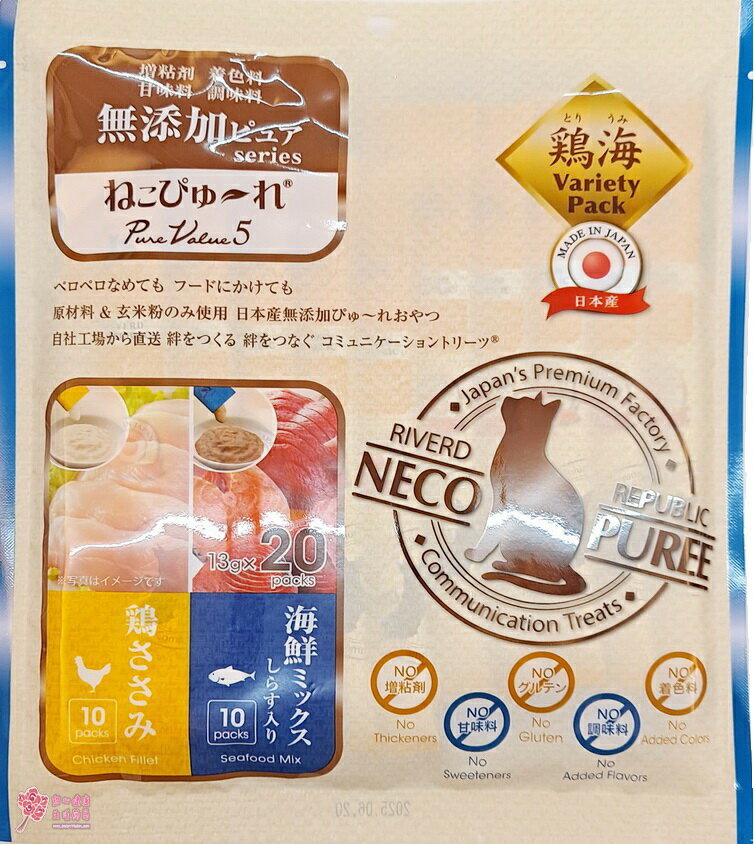 増粘剤 着色料
甘味料 調味料
無添加ピュア
series
ねこぴゅ〜れ®
PureValue5
とり うみ
鶏海
Variety
Pack
MADE IN JAPAN
日本産
ペロペロなめても フードにかけても
原材料 & 玄米粉のみ使用 日本産無添加ぴゅ〜れおやつ
自社工場から直送 絆をつくる 絆をつなぐ コミュニケーショントリーツ®
Japan's Premium Factory
RIVERD
NECO
REPUBLIC
PUREE
Communication Treats
13g×20
packs
※写真はイメージです
鶏ささみ
10
packs
Chicken Fillet
海鮮ミックス
しらす入り
10
packs
Seafood Mix
NO
増粘剤
No
Thickeners
NO
甘味料
No
Sweeteners
NO
グルテン
No
Gluten
NO
調味料
No
Added Flavors
NO
着色料
No
Added Colors
2025.06.20